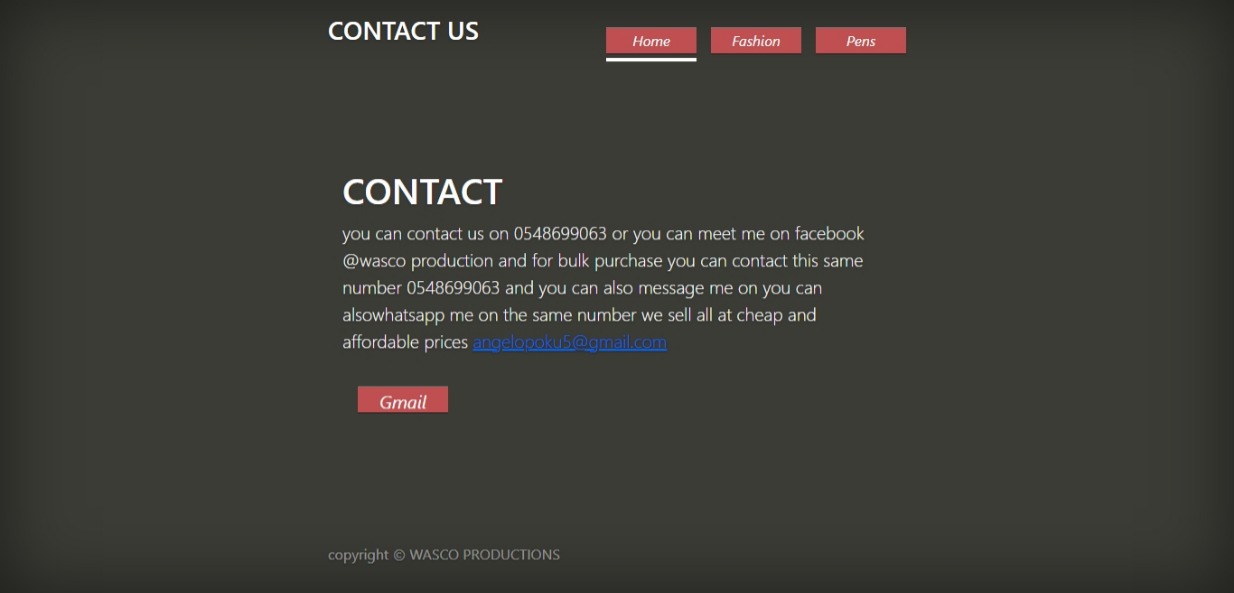 CONTACT US
Home
Fashion
Pens
CONTACT
you can contact us on 0548699063 or you can meet me on facebook
@wasco production and for bulk purchase you can contact this same
number 0548699063 and you can also message me on you can
alsowhatsapp me on the same number we sell all at cheap and
affordable prices angelopoku5@gmail.com
Gmail
copyright © WASCO PRODUCTIONS